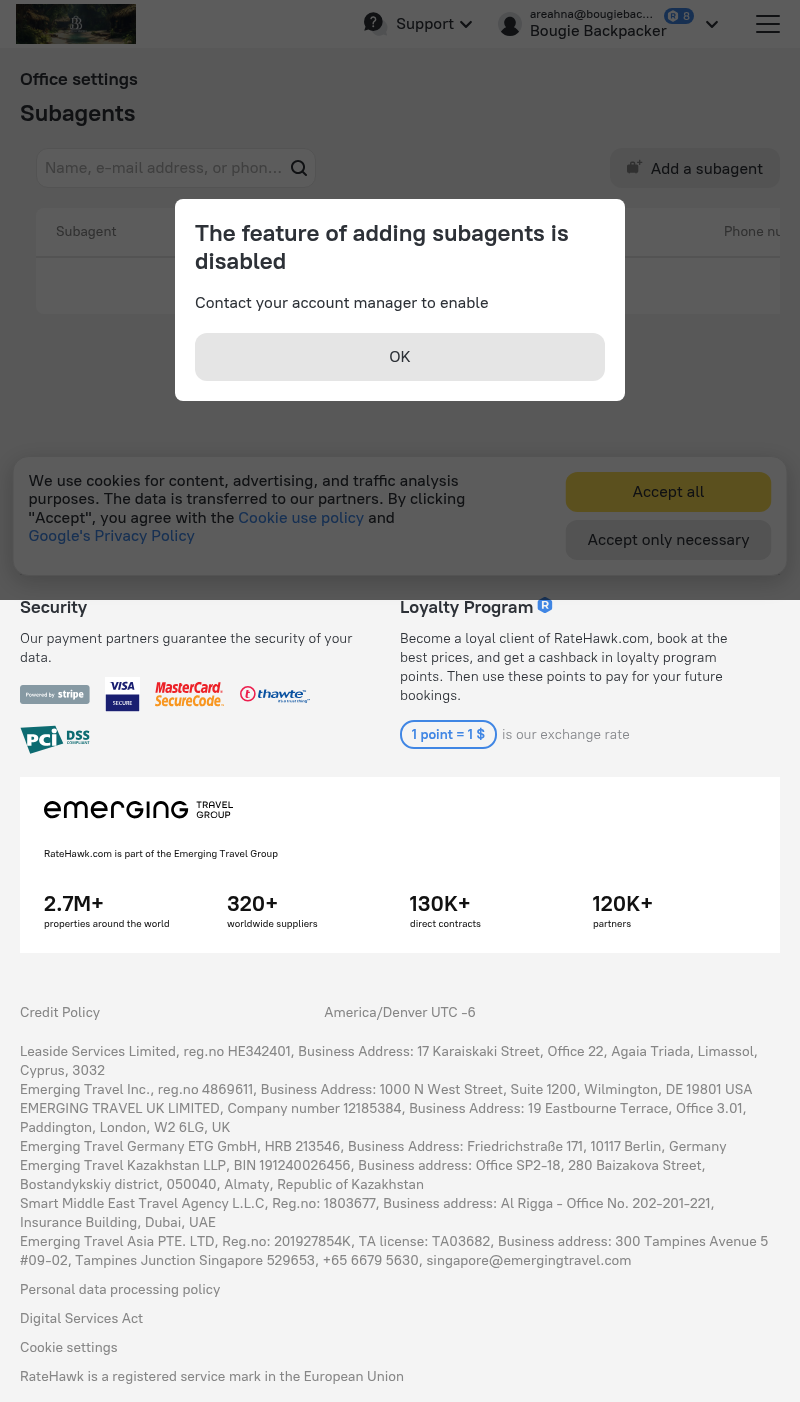 B
Support
areahna@bougiebac...
8
Bougie Backpacker
Office settings
Subagents
Name, e-mail address, or phon...
Add a subagent
Subagent
Phone nu
The feature of adding subagents is
disabled
Contact your account manager to enable
OK
We use cookies for content, advertising, and traffic analysis
purposes. The data is transferred to our partners. By clicking
"Accept", you agree with the Cookie use policy and
Google's Privacy Policy
Accept all
Accept only necessary
Security
Our payment partners guarantee the security of your
data.
Powered by stripe
VISA
SECURE
MasterCard.
SecureCode.
thawte
it's a trust thing
PCI DSS
COMPLIANT
Loyalty Program R
Become a loyal client of RateHawk.com, book at the
best prices, and get a cashback in loyalty program
points. Then use these points to pay for your future
bookings.
1 point = 1 $ is our exchange rate
emerging TRAVEL
GROUP
RateHawk.com is part of the Emerging Travel Group
2.7M+
properties around the world
320+
worldwide suppliers
130K+
direct contracts
120K+
partners
Credit Policy
America/Denver UTC -6
Leaside Services Limited, reg.no HE342401, Business Address: 17 Karaiskaki Street, Office 22, Agaia Triada, Limassol,
Cyprus, 3032
Emerging Travel Inc., reg.no 4869611, Business Address: 1000 N West Street, Suite 1200, Wilmington, DE 19801 USA
EMERGING TRAVEL UK LIMITED, Company number 12185384, Business Address: 19 Eastbourne Terrace, Office 3.01,
Paddington, London, W2 6LG, UK
Emerging Travel Germany ETG GmbH, HRB 213546, Business Address: Friedrichstraße 171, 10117 Berlin, Germany
Emerging Travel Kazakhstan LLP, BIN 191240026456, Business address: Office SP2-18, 280 Baizakova Street,
Bostandykskiy district, 050040, Almaty, Republic of Kazakhstan
Smart Middle East Travel Agency L.L.C, Reg.no: 1803677, Business address: Al Rigga - Office No. 202-201-221,
Insurance Building, Dubai, UAE
Emerging Travel Asia PTE. LTD, Reg.no: 201927854K, TA license: TA03682, Business address: 300 Tampines Avenue 5
#09-02, Tampines Junction Singapore 529653, +65 6679 5630, singapore@emergingtravel.com
Personal data processing policy
Digital Services Act
Cookie settings
RateHawk is a registered service mark in the European Union